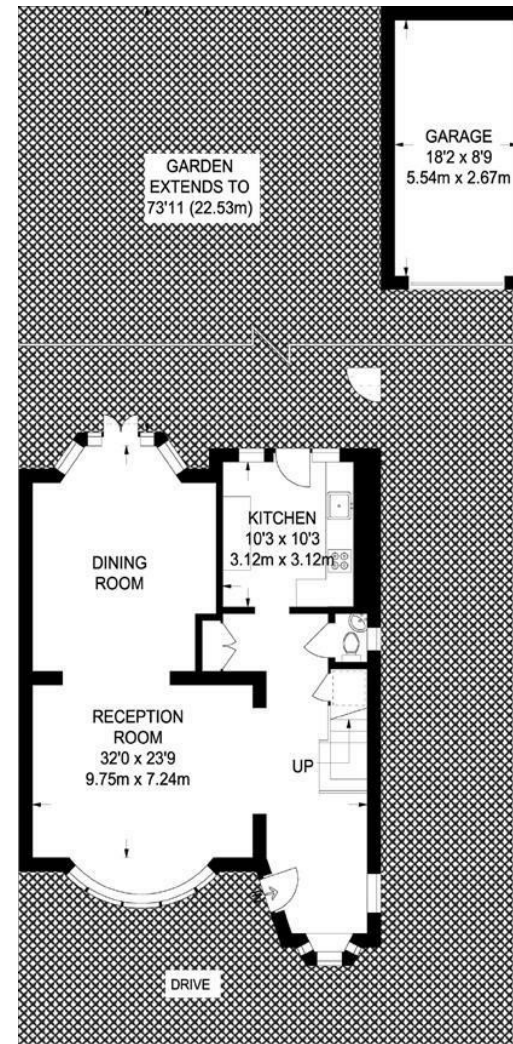 GARAGE
18'2 x 8'9
5.54m x 2.67m
GARDEN
EXTENDS TO
73'11 (22.53m)
KITCHEN
10'3 x 10'3
3.12m x 3.12m
DINING
ROOM
RECEPTION
ROOM
32'0 x 23'9
9.75m x 7.24m
UP
IN
DRIVE